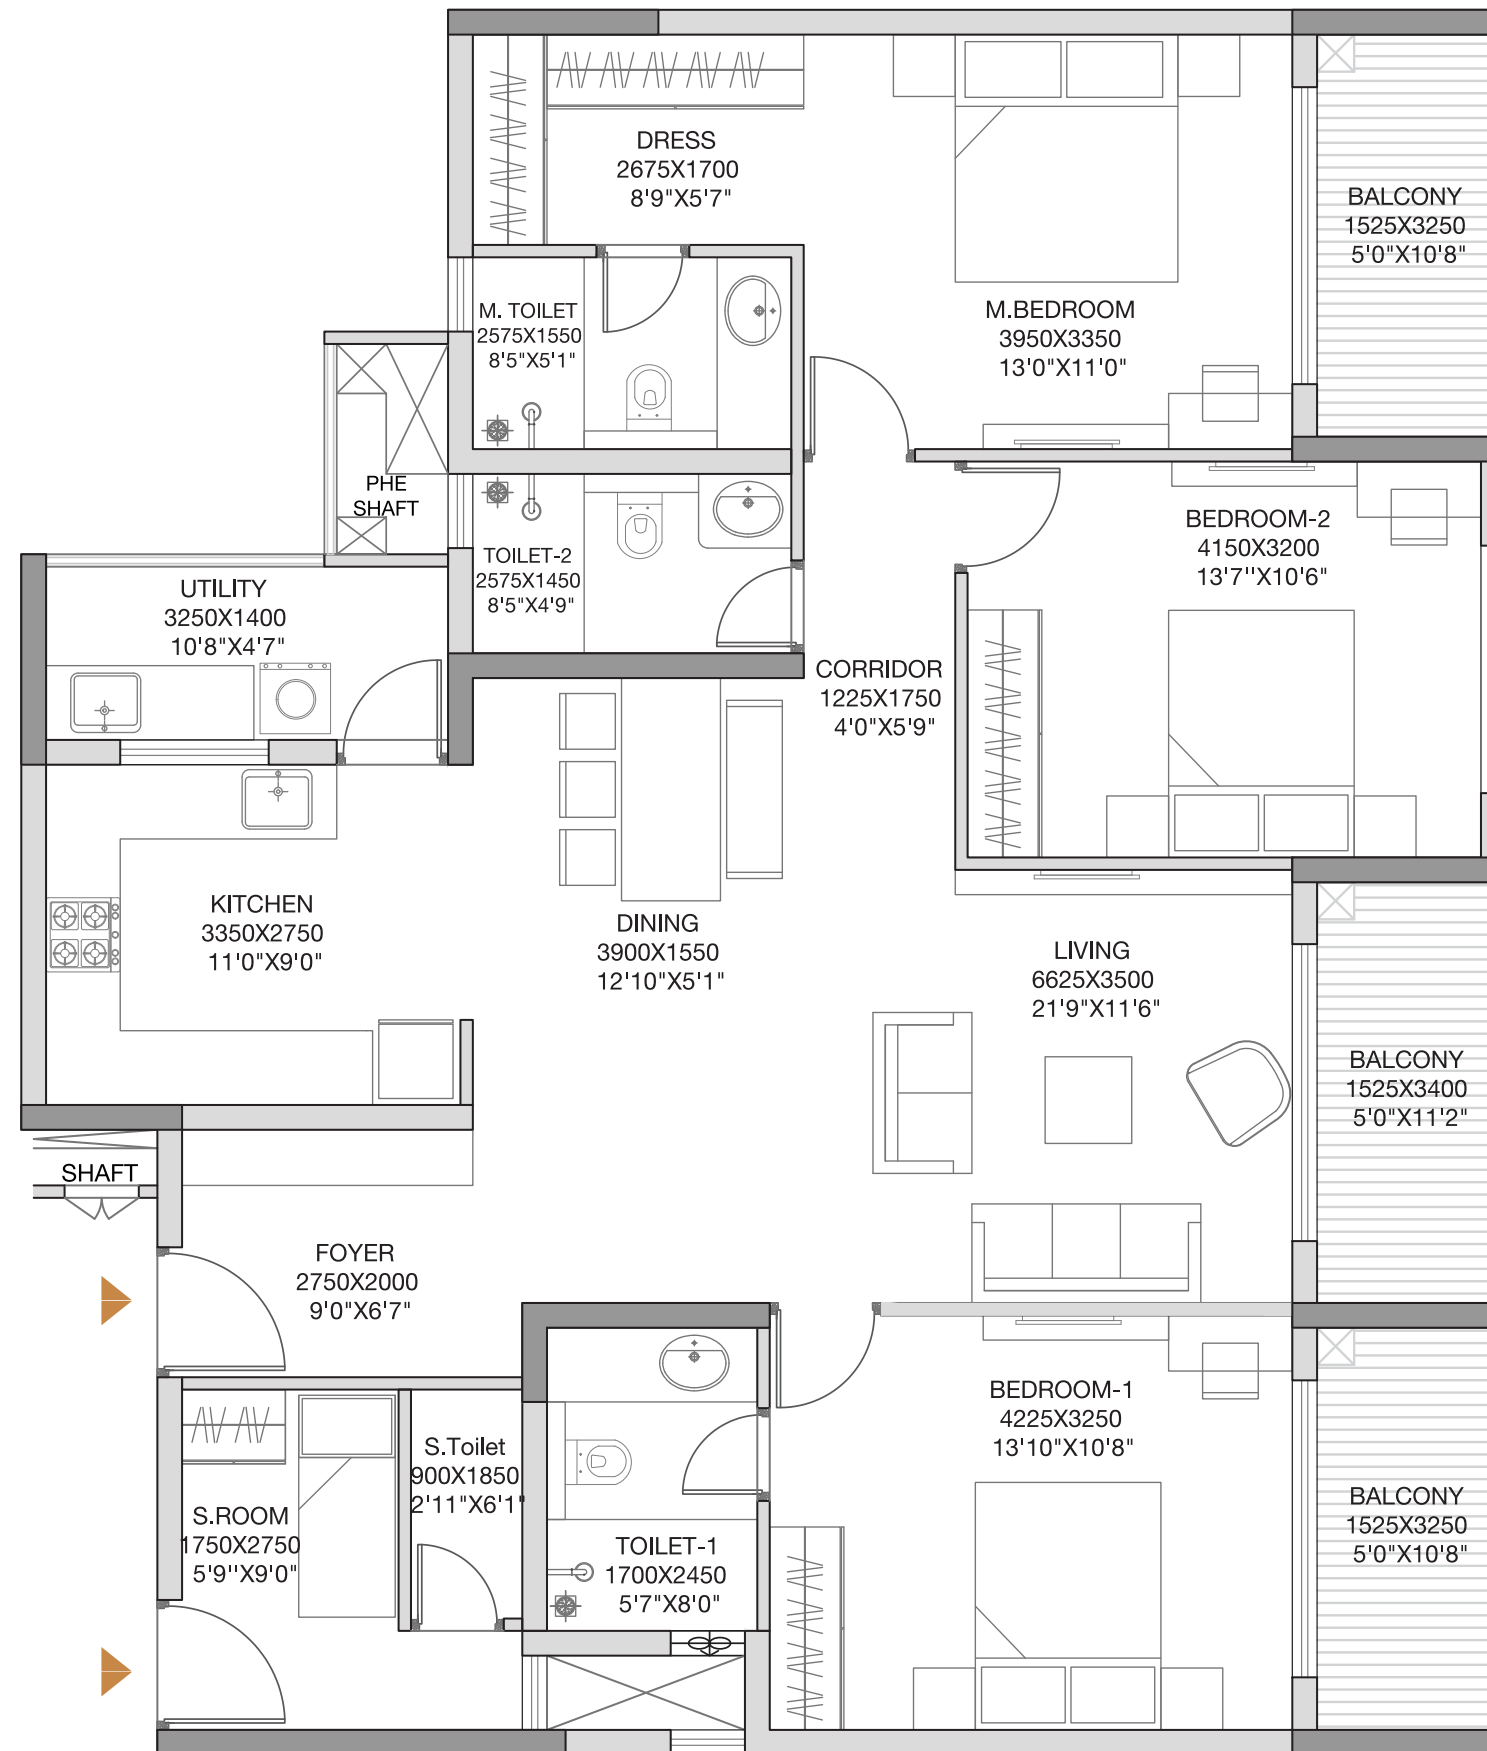 DRESS
2675X1700
8'9"X5'7"
BALCONY
1525X3250
5'0"X10'8"
M. TOILET
2575X1550
8'5"X5'1"
M.BEDROOM
3950X3350
13'0"X11'0"
PHE
SHAFT
TOILET-2
2575X1450
8'5"X4'9"
BEDROOM-2
4150X3200
13'7''X10'6"
UTILITY
3250X1400
10'8"X4'7"
CORRIDOR
1225X1750
4'0"X5'9"
KITCHEN
3350X2750
11'0"X9'0"
DINING
3900X1550
12'10"X5'1"
LIVING
6625X3500
21'9"X11'6"
BALCONY
1525X3400
5'0"X11'2"
SHAFT
FOYER
2750X2000
9'0"X6'7"
BEDROOM-1
4225X3250
13'10"X10'8"
S.Toilet
900X1850
2'11"X6'1"
S.ROOM
1750X2750
5'9''X9'0"
TOILET-1
1700X2450
5'7"X8'0"
BALCONY
1525X3250
5'0"X10'8"